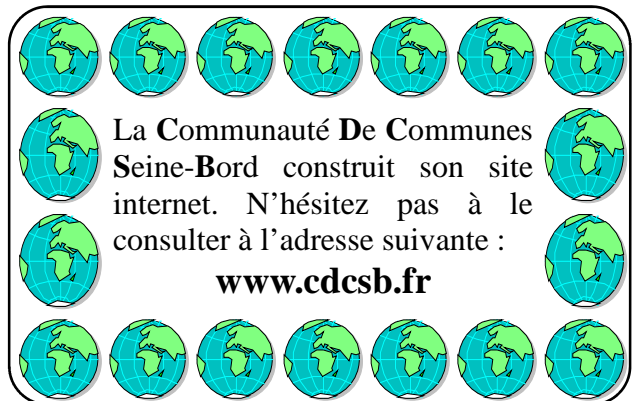 La Communauté De Communes
Seine-Bord construit son site
internet. N’hésitez pas à le
consulter à l’adresse suivante :
www.cdcsb.fr